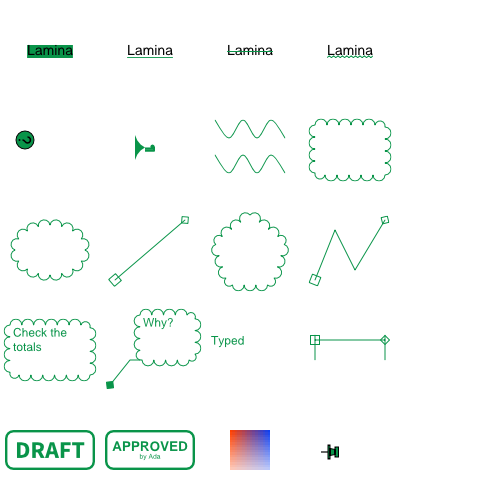 Lamina Lamina Lamina Lamina
Check the
totals
Why?
Typed
DRAFT
APPROVED
by Ada